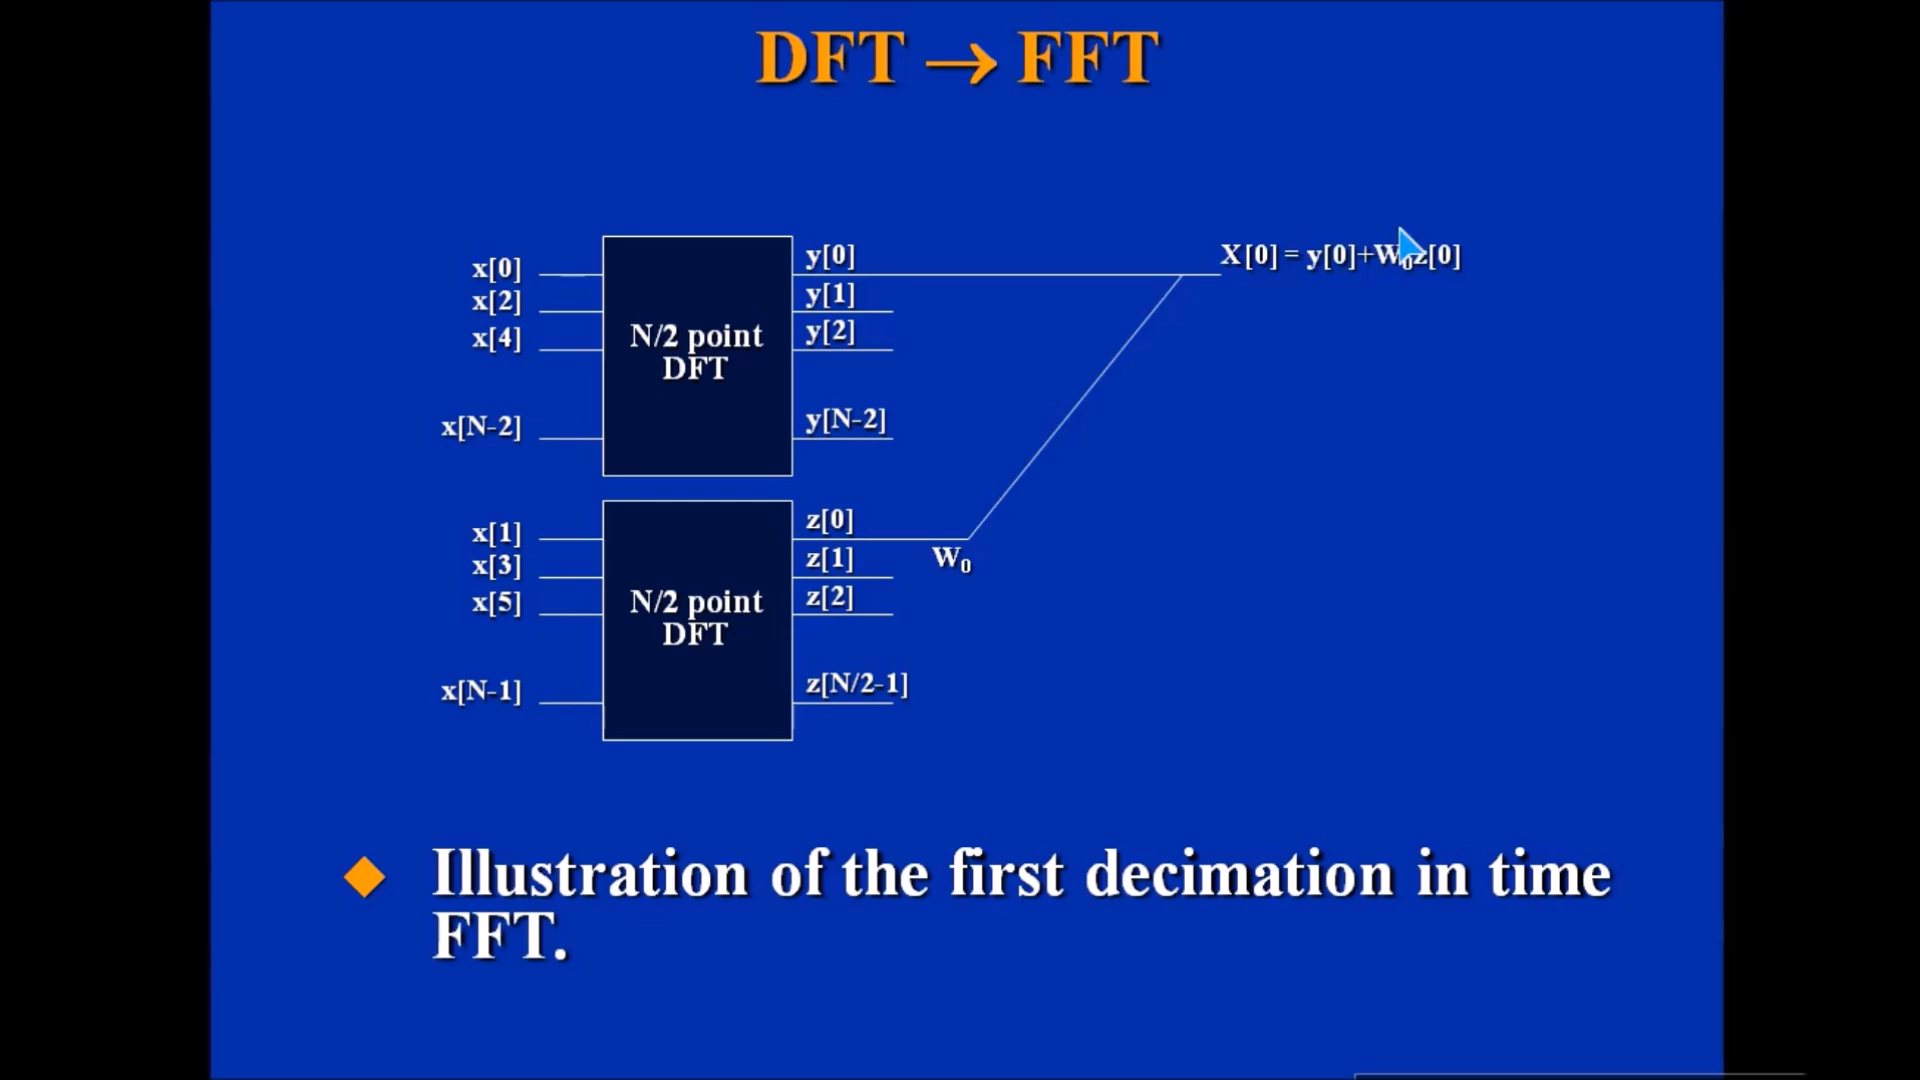 DFT → FFT
x[0]
x[2]
x[4]
x[N-2]
N/2 point
DFT
y[0]
y[1]
y[2]
y[N-2]
X[0] = y[0]+W₀z[0]
x[1]
x[3]
x[5]
x[N-1]
N/2 point
DFT
z[0]
z[1]
z[2]
z[N/2-1]
W₀
◆ Illustration of the first decimation in time
FFT.